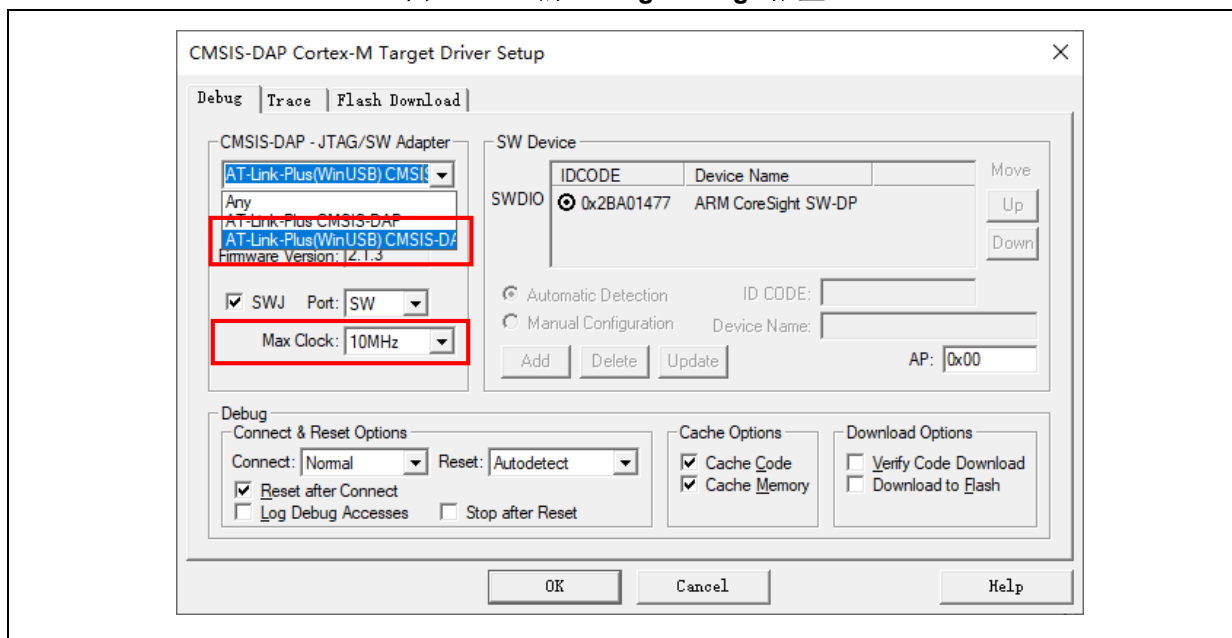 CMSIS-DAP Cortex-M Target Driver Setup
Debug Trace Flash Download
CMSIS-DAP - JTAG/SW Adapter
AT-Link-Plus(WinUSB) CMSIS
Any
AT-Link-Plus CMSIS-DAP
AT-Link-Plus(WinUSB) CMSIS-DA
Firmware Version: 2.1.3
SWJ Port: SW
Max Clock: 10MHz
SW Device
IDCODE Device Name
SWDIO 0x2BA01477 ARM CoreSight SW-DP
Move
Up
Down
Automatic Detection ID CODE:
Manual Configuration Device Name:
Add Delete Update AP: 0x00
Debug
Connect & Reset Options
Connect: Normal Reset: Autodetect
Reset after Connect
Log Debug Accesses Stop after Reset
Cache Options
Cache Code
Cache Memory
Download Options
Verify Code Download
Download to Flash
OK Cancel Help